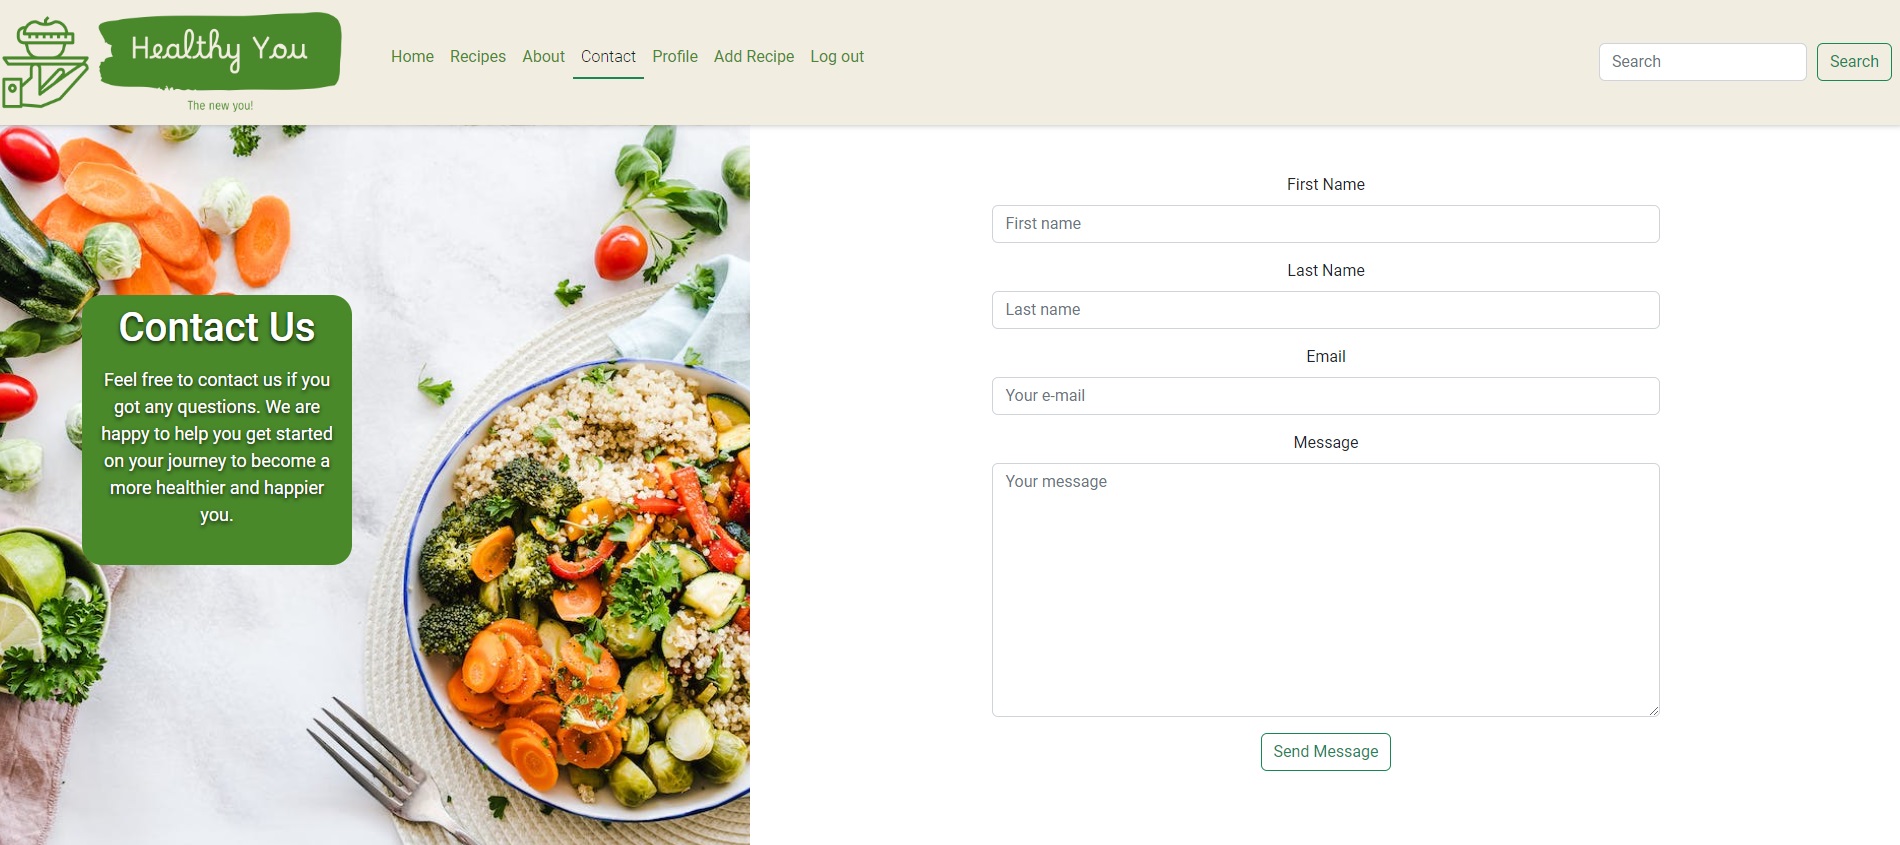 Healthy You
The new you!
Home Recipes About Contact Profile Add Recipe Log out
Search Search
Contact Us
Feel free to contact us if you
got any questions. We are
happy to help you get started
on your journey to become a
more healthier and happier
you.
First Name
First name
Last Name
Last name
Email
Your e-mail
Message
Your message
Send Message